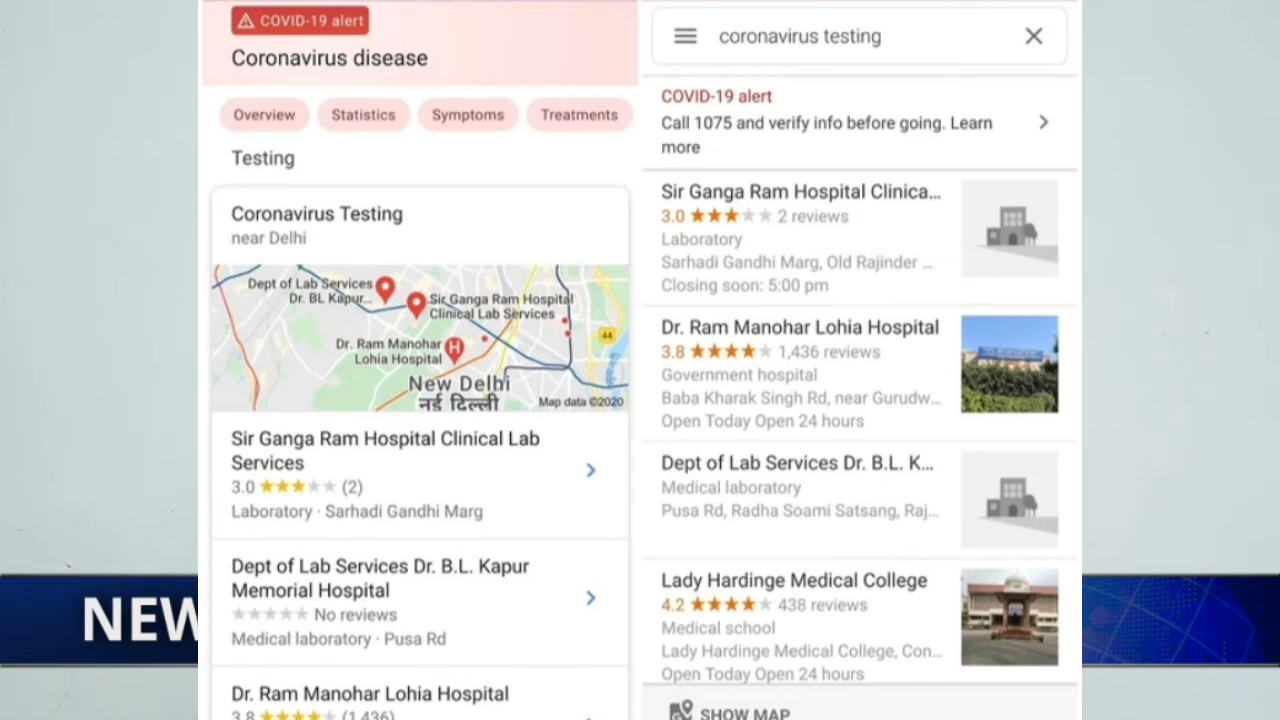 COVID-19 alert
Coronavirus disease
Overview
Statistics
Symptoms
Treatments
Testing
Coronavirus Testing
near Delhi
Dept of Lab Services
Dr. BL Kapur...
Sir Ganga Ram Hospital
Clinical Lab Services
Dr. Ram Manohar
Lohia Hospital
H
44
New Delhi
नई दिल्ली
Map data ©2020
Sir Ganga Ram Hospital Clinical Lab
Services
3.0 ★★★★★ (2)
Laboratory · Sarhadi Gandhi Marg
Dept of Lab Services Dr. B.L. Kapur
Memorial Hospital
★★★★★ No reviews
Medical laboratory · Pusa Rd
Dr. Ram Manohar Lohia Hospital
3.8 ★★★★★ (1,436)
coronavirus testing
COVID-19 alert
Call 1075 and verify info before going. Learn
more
Sir Ganga Ram Hospital Clinica...
3.0 ★★★★★ 2 reviews
Laboratory
Sarhadi Gandhi Marg, Old Rajinder ...
Closing soon: 5:00 pm
Dr. Ram Manohar Lohia Hospital
3.8 ★★★★★ 1,436 reviews
Government hospital
Baba Kharak Singh Rd, near Gurudw...
Open Today Open 24 hours
Dept of Lab Services Dr. B.L. K...
Medical laboratory
Pusa Rd, Radha Soami Satsang, Raj...
Lady Hardinge Medical College
4.2 ★★★★★ 438 reviews
Medical school
Lady Hardinge Medical College, Con...
Open Today Open 24 hours
SHOW MAP
NEW